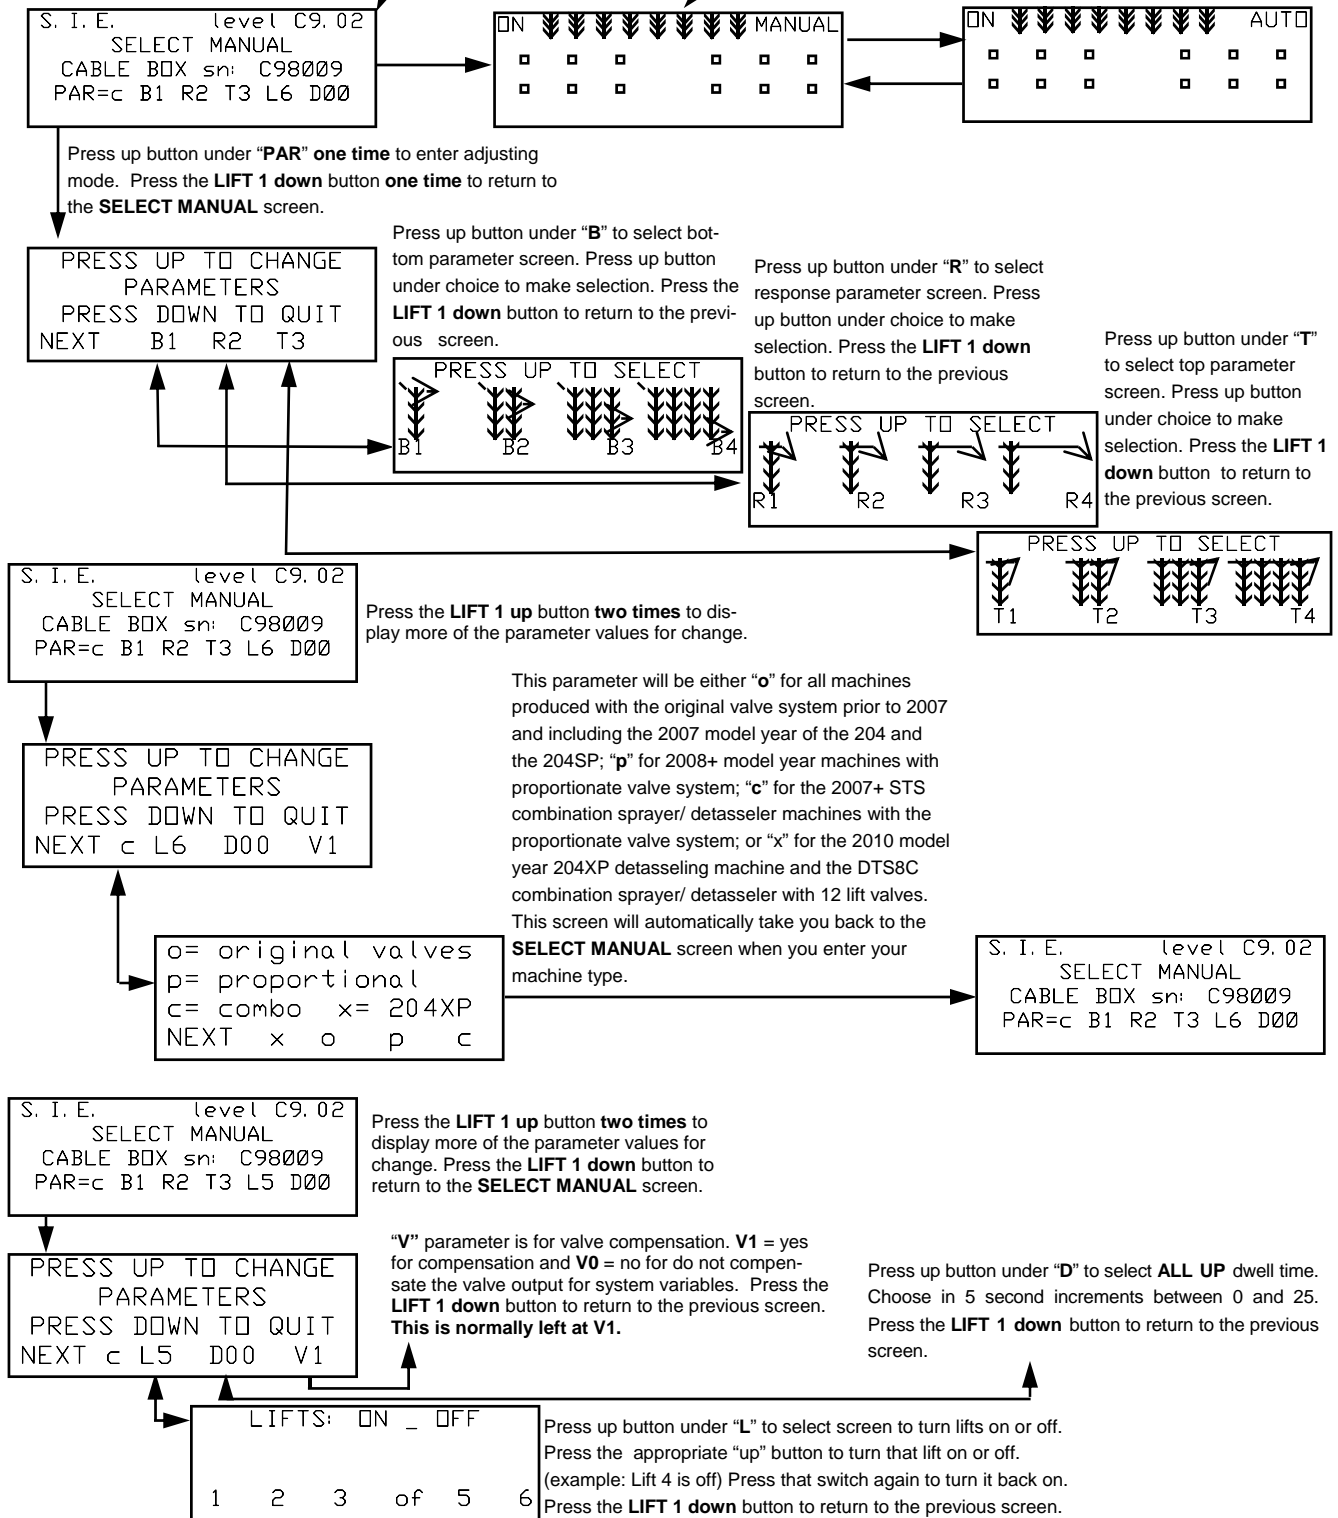 S. I. E. level C9.02
SELECT MANUAL
CABLE BOX sn: C98009
PAR=c B1 R2 T3 L6 D00
ON MANUAL
ON AUTO
Press up button under “PAR” one time to enter adjusting
mode. Press the LIFT 1 down button one time to return to
the SELECT MANUAL screen.
PRESS UP TO CHANGE
PARAMETERS
PRESS DOWN TO QUIT
NEXT B1 R2 T3
Press up button under “B” to select bot-
tom parameter screen. Press up button
under choice to make selection. Press the
LIFT 1 down button to return to the previ-
ous screen.
PRESS UP TO SELECT
B1 B2 B3 B4
Press up button under “R” to select
response parameter screen. Press
up button under choice to make
selection. Press the LIFT 1 down
button to return to the previous
screen.
PRESS UP TO SELECT
R1 R2 R3 R4
Press up button under “T”
to select top parameter
screen. Press up button
under choice to make
selection. Press the LIFT 1
down button to return to
the previous screen.
PRESS UP TO SELECT
T1 T2 T3 T4
S. I. E. level C9.02
SELECT MANUAL
CABLE BOX sn: C98009
PAR=c B1 R2 T3 L6 D00
Press the LIFT 1 up button two times to dis-
play more of the parameter values for change.
PRESS UP TO CHANGE
PARAMETERS
PRESS DOWN TO QUIT
NEXT c L6 D00 V1
This parameter will be either “o” for all machines
produced with the original valve system prior to 2007
and including the 2007 model year of the 204 and
the 204SP; “p” for 2008+ model year machines with
proportionate valve system; “c” for the 2007+ STS
combination sprayer/ detasseler machines with the
proportionate valve system; or “x” for the 2010 model
year 204XP detasseling machine and the DTS8C
combination sprayer/ detasseler with 12 lift valves.
This screen will automatically take you back to the
SELECT MANUAL screen when you enter your
machine type.
o= original valves
p= proportional
c= combo x= 204XP
NEXT x o p c
S. I. E. level C9.02
SELECT MANUAL
CABLE BOX sn: C98009
PAR=c B1 R2 T3 L6 D00
S. I. E. level C9.02
SELECT MANUAL
CABLE BOX sn: C98009
PAR=c B1 R2 T3 L5 D00
Press the LIFT 1 up button two times to
display more of the parameter values for
change. Press the LIFT 1 down button to
return to the SELECT MANUAL screen.
PRESS UP TO CHANGE
PARAMETERS
PRESS DOWN TO QUIT
NEXT c L5 D00 V1
“V” parameter is for valve compensation. V1 = yes
for compensation and V0 = no for do not compen-
sate the valve output for system variables. Press the
LIFT 1 down button to return to the previous screen.
This is normally left at V1.
Press up button under “D” to select ALL UP dwell time.
Choose in 5 second increments between 0 and 25.
Press the LIFT 1 down button to return to the previous
screen.
LIFTS: ON _ OFF
1 2 3 of 5 6
Press up button under “L” to select screen to turn lifts on or off.
Press the appropriate “up” button to turn that lift on or off.
(example: Lift 4 is off) Press that switch again to turn it back on.
Press the LIFT 1 down button to return to the previous screen.